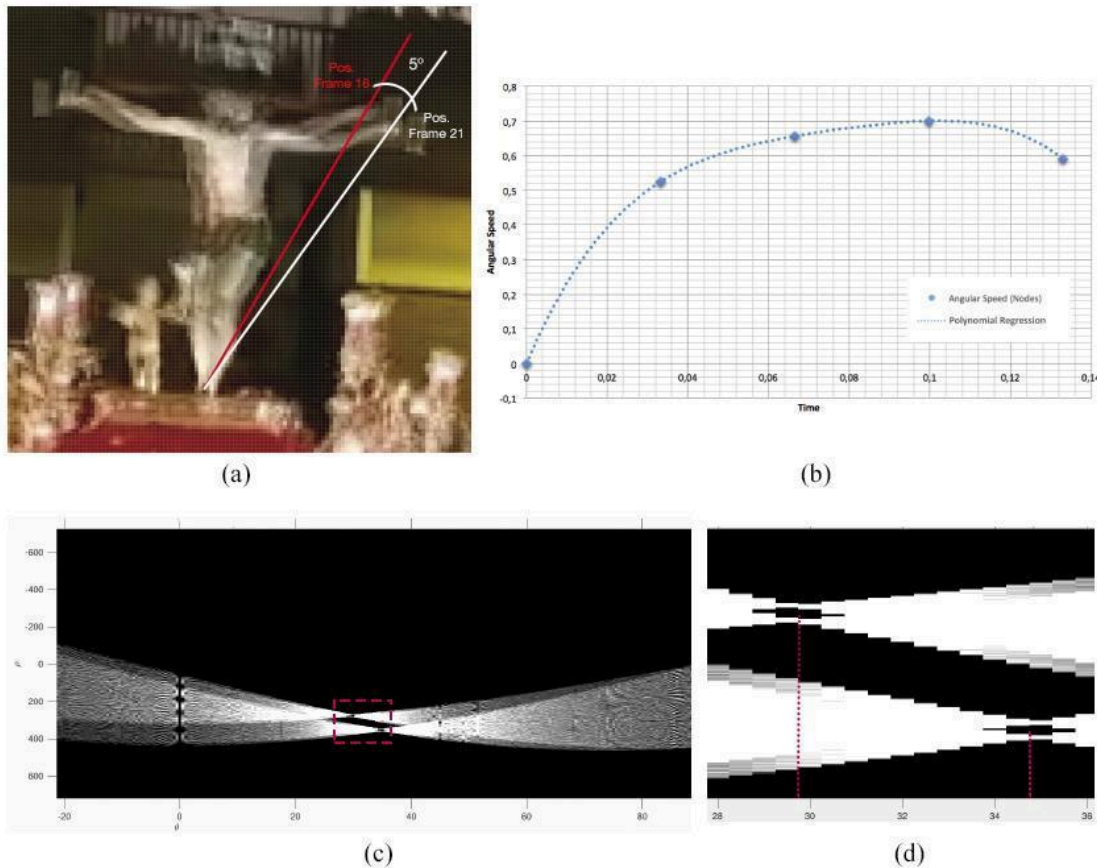 Pos.
Frame 18
5º
Pos.
Frame 21
(a)
0,8
0,7
0,6
0,5
0,4
0,3
0,2
0,1
0
-0,1
Angular Speed
0
0,02
0,04
0,06
0,08
0,1
0,12
0,14
Time
Angular Speed (Nodes)
Polynomial Regression
(b)
-600
-400
-200
0
200
400
600
ρ
-20
0
20
40
60
80
θ
(c)
28
30
32
34
36
(d)